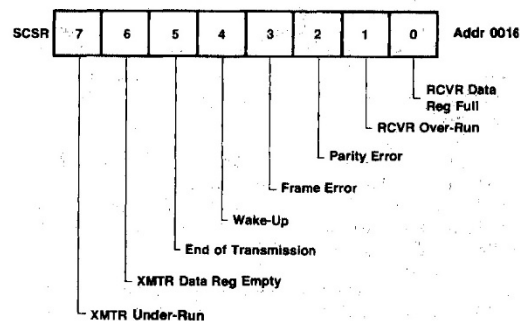 SCSR 7 6 5 4 3 2 1 0 Addr 0016
RCVR Data
Reg Full
RCVR Over-Run
Parity Error
Frame Error
Wake-Up
End of Transmission
XMTR Data Reg Empty
XMTR Under-Run